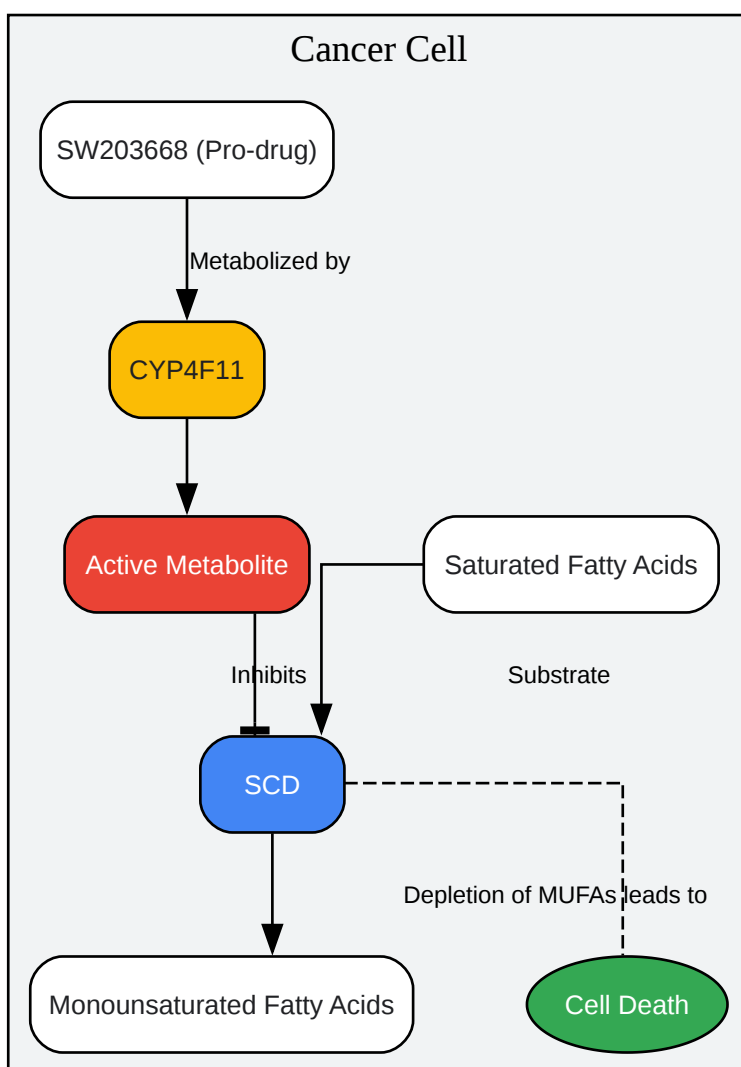 Cancer Cell
SW203668 (Pro-drug)
Metabolized by
CYP4F11
Active Metabolite
Saturated Fatty Acids
Inhibits
Substrate
SCD
Depletion of MUFAs leads to
Monounsaturated Fatty Acids
Cell Death